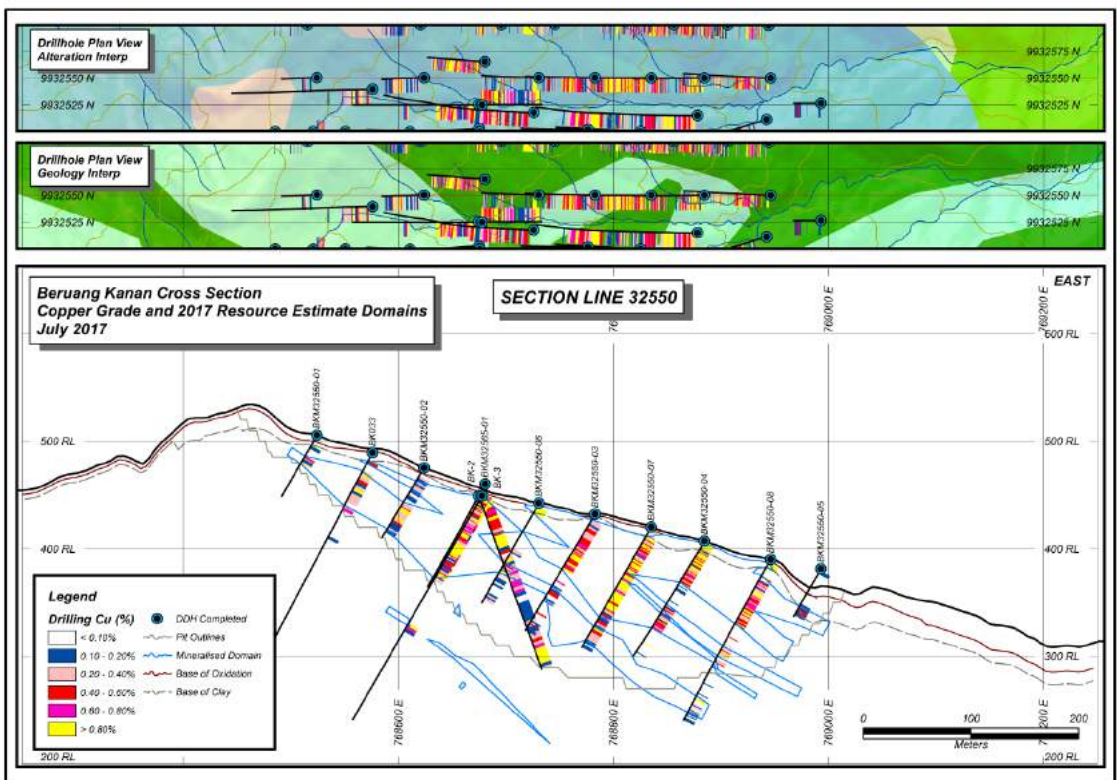 Drillhole Plan View
Alteration Interp
9932575 N
9932550 N
9932550 N
9932525 N
9932525 N
Drillhole Plan View
Geology Interp
9932575 N
9932550 N
9932550 N
9932525 N
9932525 N
Beruang Kanan Cross Section
Copper Grade and 2017 Resource Estimate Domains
July 2017
SECTION LINE 32550
EAST
769000 E
769200 E
600 RL
BKM32550-01
BK033
BKM32550-02
BK-2
BKM32565-01
BK-3
BKM32550-06
BKM32550-03
BKM32550-07
BKM32550-04
BKM32550-08
BKM32550-05
500 RL
500 RL
400 RL
400 RL
300 RL
Legend
Drilling Cu (%)
DDH Completed
< 0.10%
Pit Outlines
0.10 - 0.20%
Mineralised Domain
0.20 - 0.40%
Base of Oxidation
0.40 - 0.60%
Base of Clay
0.60 - 0.80%
> 0.80%
768600 E
768800 E
769000 E
769200 E
0 100 200
Meters
200 RL
200 RL